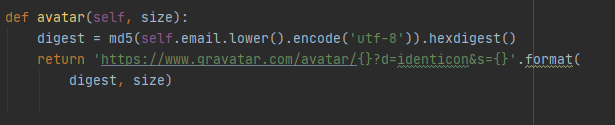 def avatar(self, size):
    digest = md5(self.email.lower().encode('utf-8')).hexdigest()
    return 'https://www.gravatar.com/avatar/{}?d=identicon&s={}'.format(
        digest, size)